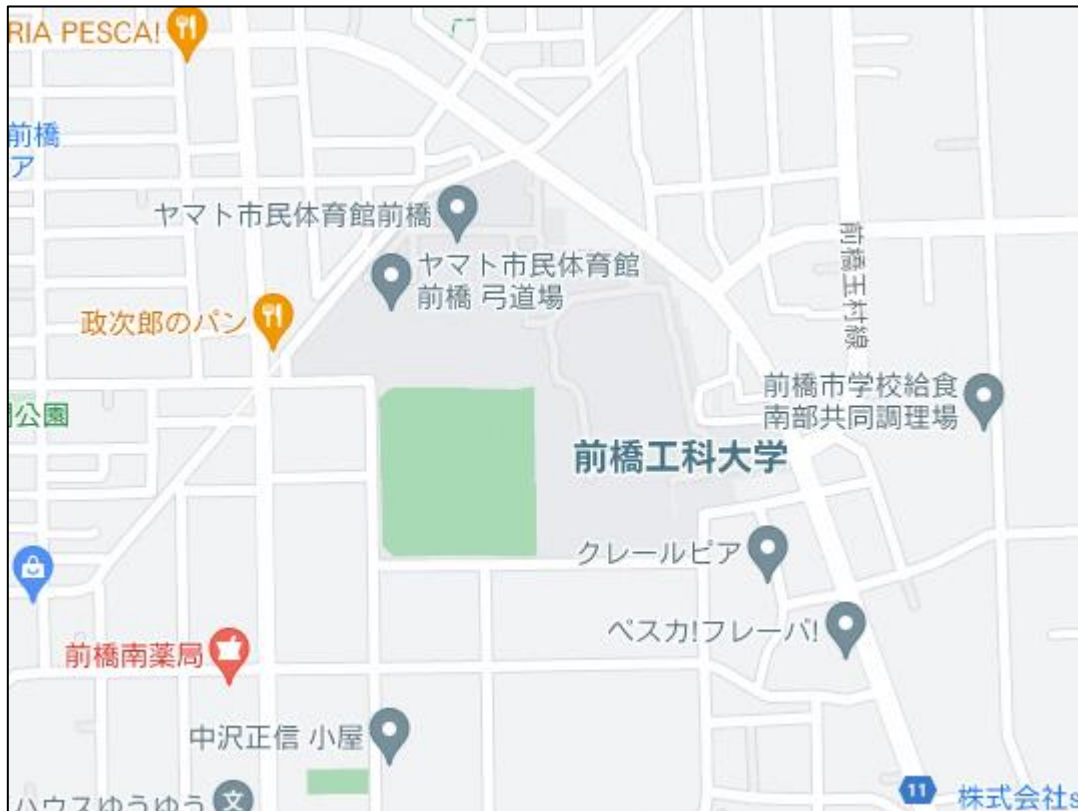 RIA PESCA!
前橋
ア
ヤマト市民体育館前橋
ヤマト市民体育館
前橋 弓道場
政次郎のパン
前橋玉村線
前橋市学校給食
南部共同調理場
公園
前橋工科大学
クレールピア
ペスカ!フレーバ!
前橋南薬局
中沢正信 小屋
ハウスゆうゆう
文
11
株式会社s